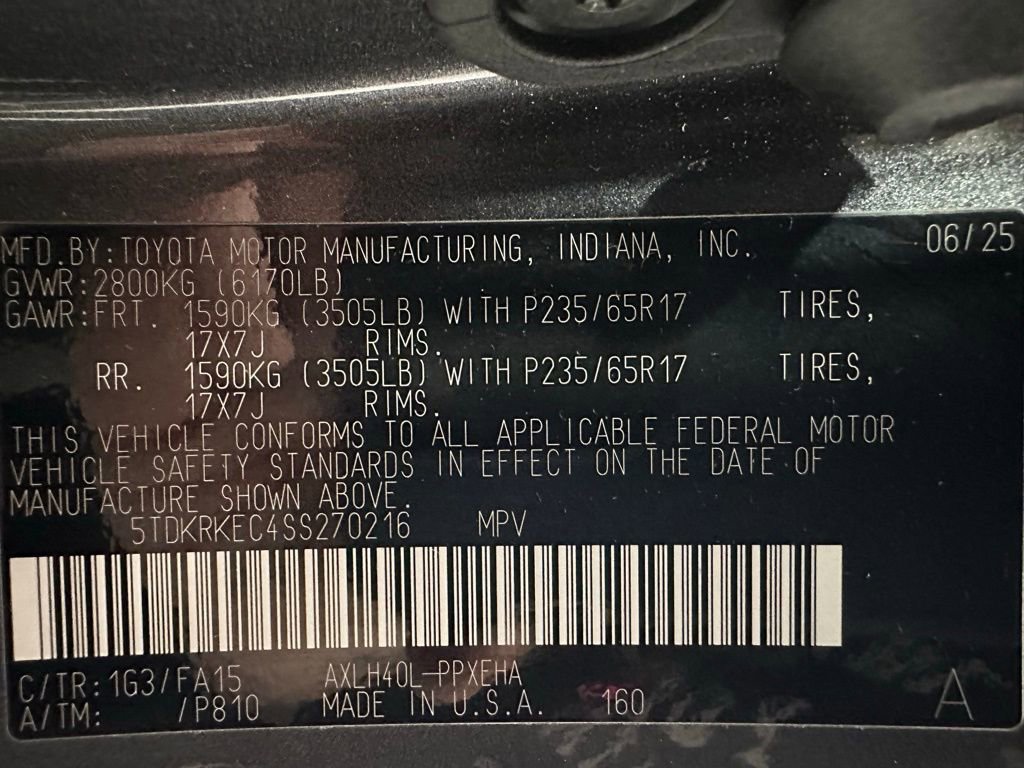 MFD.BY:TOYOTA MOTOR MANUFACTURING, INDIANA, INC. 06/25
GVWR:2800KG (6170LB)
GAWR:FRT. 1590KG (3505LB) WITH P235/65R17 TIRES,
17X7J RIMS.
RR. 1590KG (3505LB) WITH P235/65R17 TIRES,
17X7J RIMS.
THIS VEHICLE CONFORMS TO ALL APPLICABLE FEDERAL MOTOR
VEHICLE SAFETY STANDARDS IN EFFECT ON THE DATE OF
MANUFACTURE SHOWN ABOVE.
5TDKRKEC4SS270216 MPV
C/TR:1G3/FA15 AXLH40L-PPXEHA
A/TM: /P810 MADE IN U.S.A. 160 A